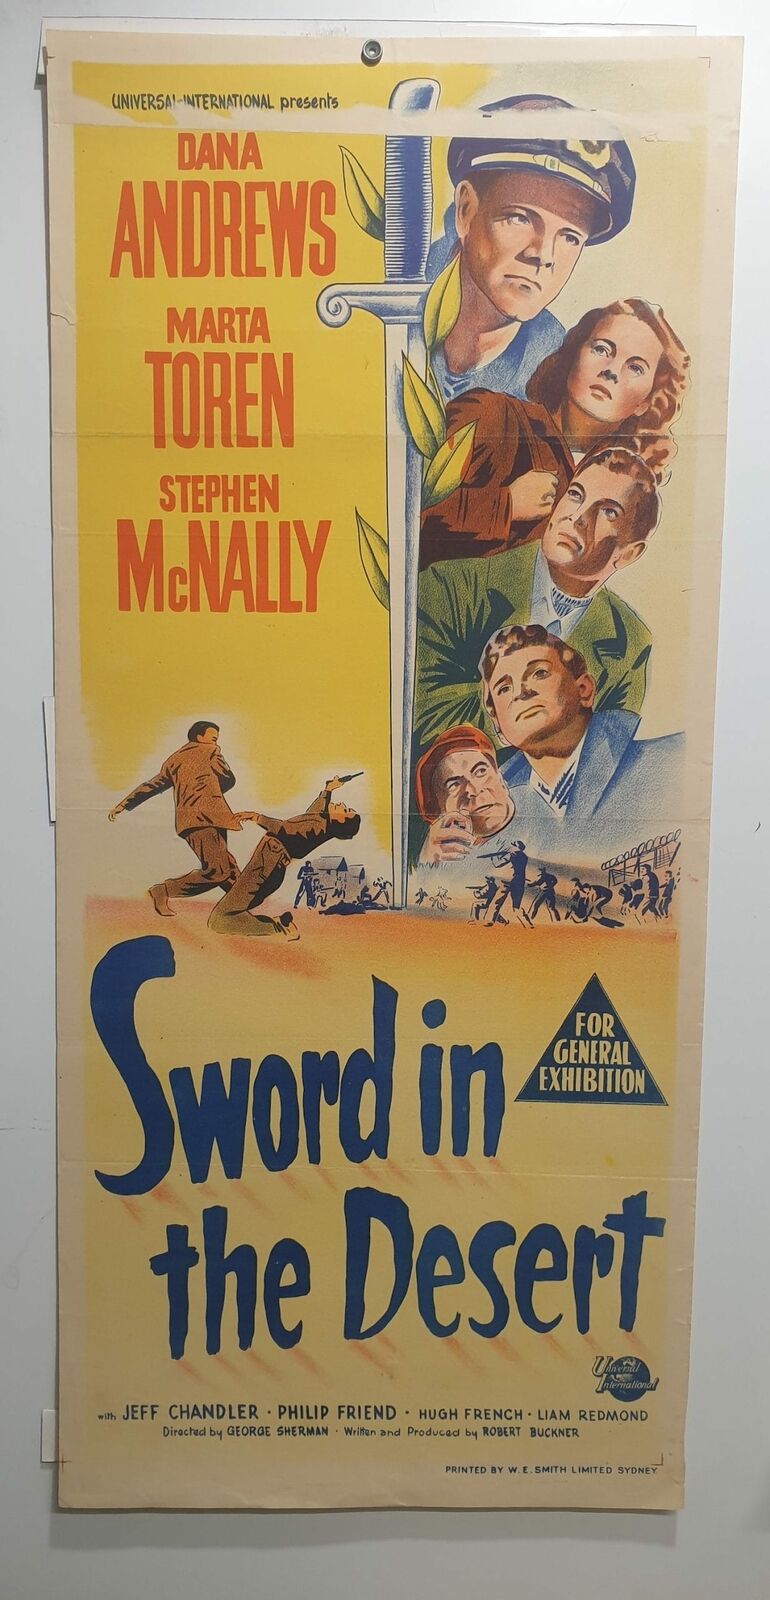 UNIVERSAL-INTERNATIONAL presents
DANA
ANDREWS
MARTA
TOREN
STEPHEN
McNALLY
Sword in
the Desert
FOR
GENERAL
EXHIBITION
Universal
International
with JEFF CHANDLER · PHILIP FRIEND · HUGH FRENCH · LIAM REDMOND
Directed by GEORGE SHERMAN · Written and Produced by ROBERT BUCKNER
PRINTED BY W. E. SMITH LIMITED SYDNEY